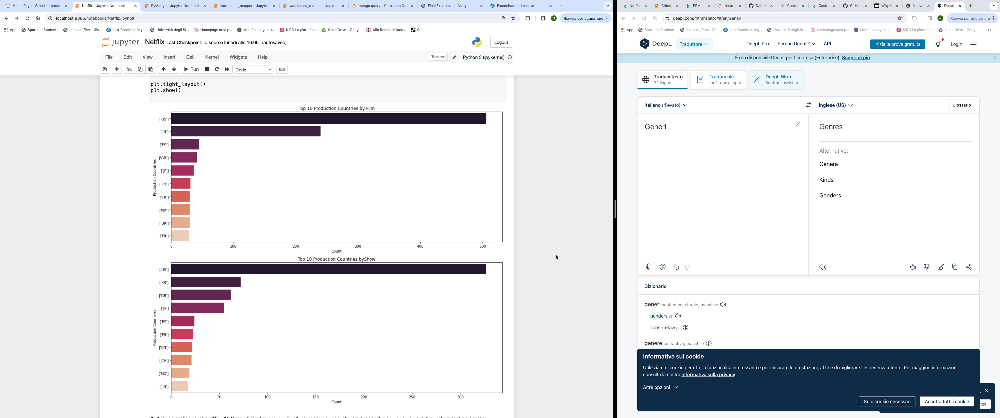 Home Page - Select or create
Netflix - Jupyter Notebook
PyMongo - Jupyter Notebook
wordcount_mapper - Jupyter
wordcount_reducer - Jupyter
mongo query - Cerca con Go
Final Examination Assignmen
Excercises and past exams –
localhost:8886/notebooks/Netflix.ipynb#
G
Riavvia per aggiornare
App
Sportello Studente
Index of /ferretti/c...
kiro-Facoltà di Ing...
Università degli St...
Homepage area p...
Modifica pagina ‹...
KIRO La piattafor...
Il mio Drive - Goog...
Alfa Romeo Milano...
Suno
jupyter
Netflix Last Checkpoint: lo scorso lunedì alle 16:06 (autosaved)
Logout
File Edit View Insert Cell Kernel Widgets Help
Trusted
Python 3 (ipykernel)
Run
Code
plt.tight_layout()
plt.show()
Top 10 Production Countries by Film
Production Countries
['US']
['IN']
['ES']
['GB']
['JP']
['PH']
['TR']
['MX']
['BR']
['FR']
0 100 200 300 400 500
Count
Top 10 Production Countries byShow
Production Countries
['US']
['KR']
['GB']
['JP']
['ES']
['FR']
['CN']
['CA']
['MX']
['IN']
0 50 100 150 200 250 300
Count
Netflix
Crime_
PRML
linear
Data-S
Come
Costru
GitHub
Why S
Nuova
DeepL
deepl.com/it/translator#it/en/Generi
G
Riavvia per aggiornare
App
Sportello Studente
Index of /ferretti/c...
kiro-Facoltà di Ing...
Università degli St...
Homepage area p...
Modifica pagina ‹...
KIRO La piattafor...
Il mio Drive - Goog...
DeepL
Traduttore
DeepL Pro
Perché DeepL?
API
Inizia la prova gratuita
Login
È ora disponibile DeepL per l'impresa (Enterprise). Scopri di più.
Traduci testo
32 lingue
Traduci file
.pdf, .docx, .pptx
DeepL Write
Scrittura assistita
Italiano (rilevato)
Inglese (US)
Glossario
Generi
Genres
Alternative:
Genera
Kinds
Genders
Dizionario
generi sostantivo, plurale, maschile
genders pl
sons-in-law pl
genere sostantivo, maschile
Informativa sui cookie
Utilizziamo i cookie per offrirti funzionalità interessanti e per misurare le prestazioni, al fine di migliorare l'esperienza utente. Per maggiori informazioni,
consulta la nostra informativa sulla privacy.
Altre opzioni
Solo cookie necessari
Accetta tutti i cookie
tis!